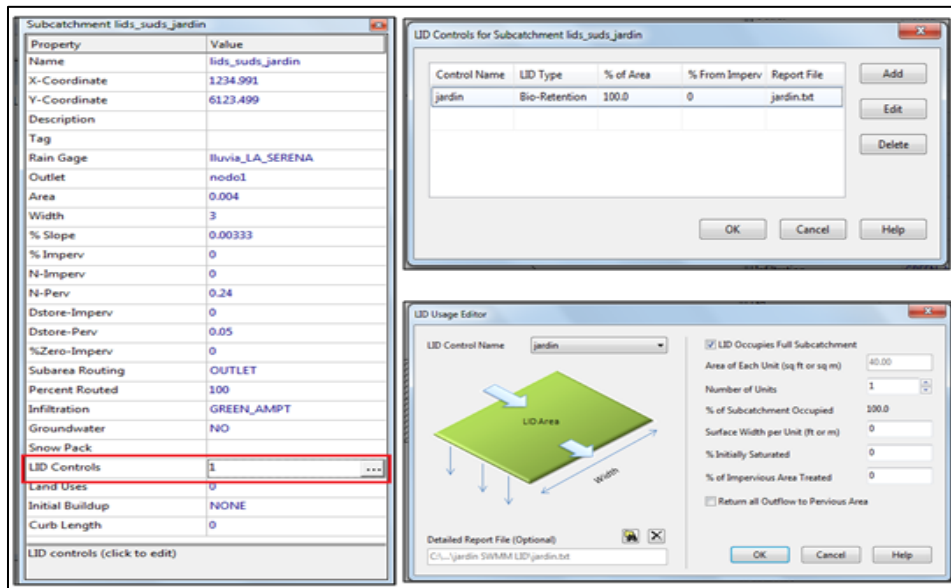 Subcatchment lids_suds_jardin
Property Value
Name lids_suds_jardin
X-Coordinate 1234.991
Y-Coordinate 6123.499
Description
Tag
Rain Gage lluvia_LA_SERENA
Outlet nodo1
Area 0.004
Width 3
% Slope 0.00333
% Imperv 0
N-Imperv 0
N-Perv 0.24
Dstore-Imperv 0
Dstore-Perv 0.05
%Zero-Imperv 0
Subarea Routing OUTLET
Percent Routed 100
Infiltration GREEN_AMPT
Groundwater NO
Snow Pack
LID Controls 1 ...
Land Uses 0
Initial Buildup NONE
Curb Length 0
LID controls (click to edit)
LID Controls for Subcatchment lids_suds_jardin
Control Name LID Type % of Area % From Imperv Report File
jardin Bio-Retention 100.0 0 jardin.txt
Add
Edit
Delete
OK Cancel Help
LID Usage Editor
LID Control Name jardin
LID Area
Width
Detailed Report File (Optional)
C:\...\jardin SWMM LID\jardin.txt
LID Occupies Full Subcatchment
Area of Each Unit (sq ft or sq m) 40.00
Number of Units 1
% of Subcatchment Occupied 100.0
Surface Width per Unit (ft or m) 0
% Initially Saturated 0
% of Impervious Area Treated 0
Return all Outflow to Pervious Area
OK Cancel Help